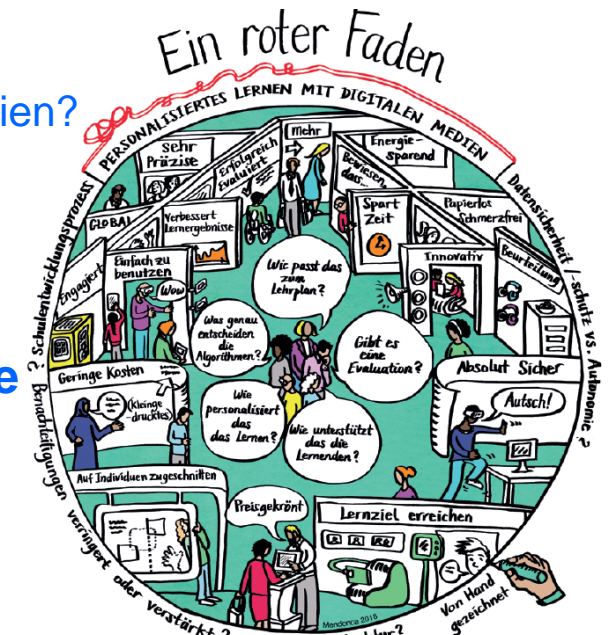 Ein roter Faden
ien?
PERSONALISIERTES LERNEN MIT DIGITALEN MEDIEN
Sehr
Präzise
Erfolgreich
Evaluiert
mehr
Bewiesen,
dass...
Energie-
sparend
GLOBAL
Verbessert
Lernergebnisse
Spart
Zeit
Papierlos
Schmerzfrei
Engagiert
Einfach zu
benutzen
Wow
Wie passt das
zum
Lehrplan?
Innovativ
Beurteilung
Was genau
entscheiden
die
Algorithmen?
Gibt es
eine
Evaluation?
? Schulentwicklungsprozess
Datensicherheit /-schutz vs. Autonomie?
e
Geringe Kosten
(Kleinge
-drucktes)
Wie
personalisiert
das
das Lernen?
Wie unterstützt
das die
Lernenden?
Absolut Sicher
Autsch!
Auf Individuen zugeschnitten
Preisgekrönt
Lernziel erreichen
Benachteiligungen verringert oder verstärkt?
Mendonca 2018
Von Hand
gezeichnet